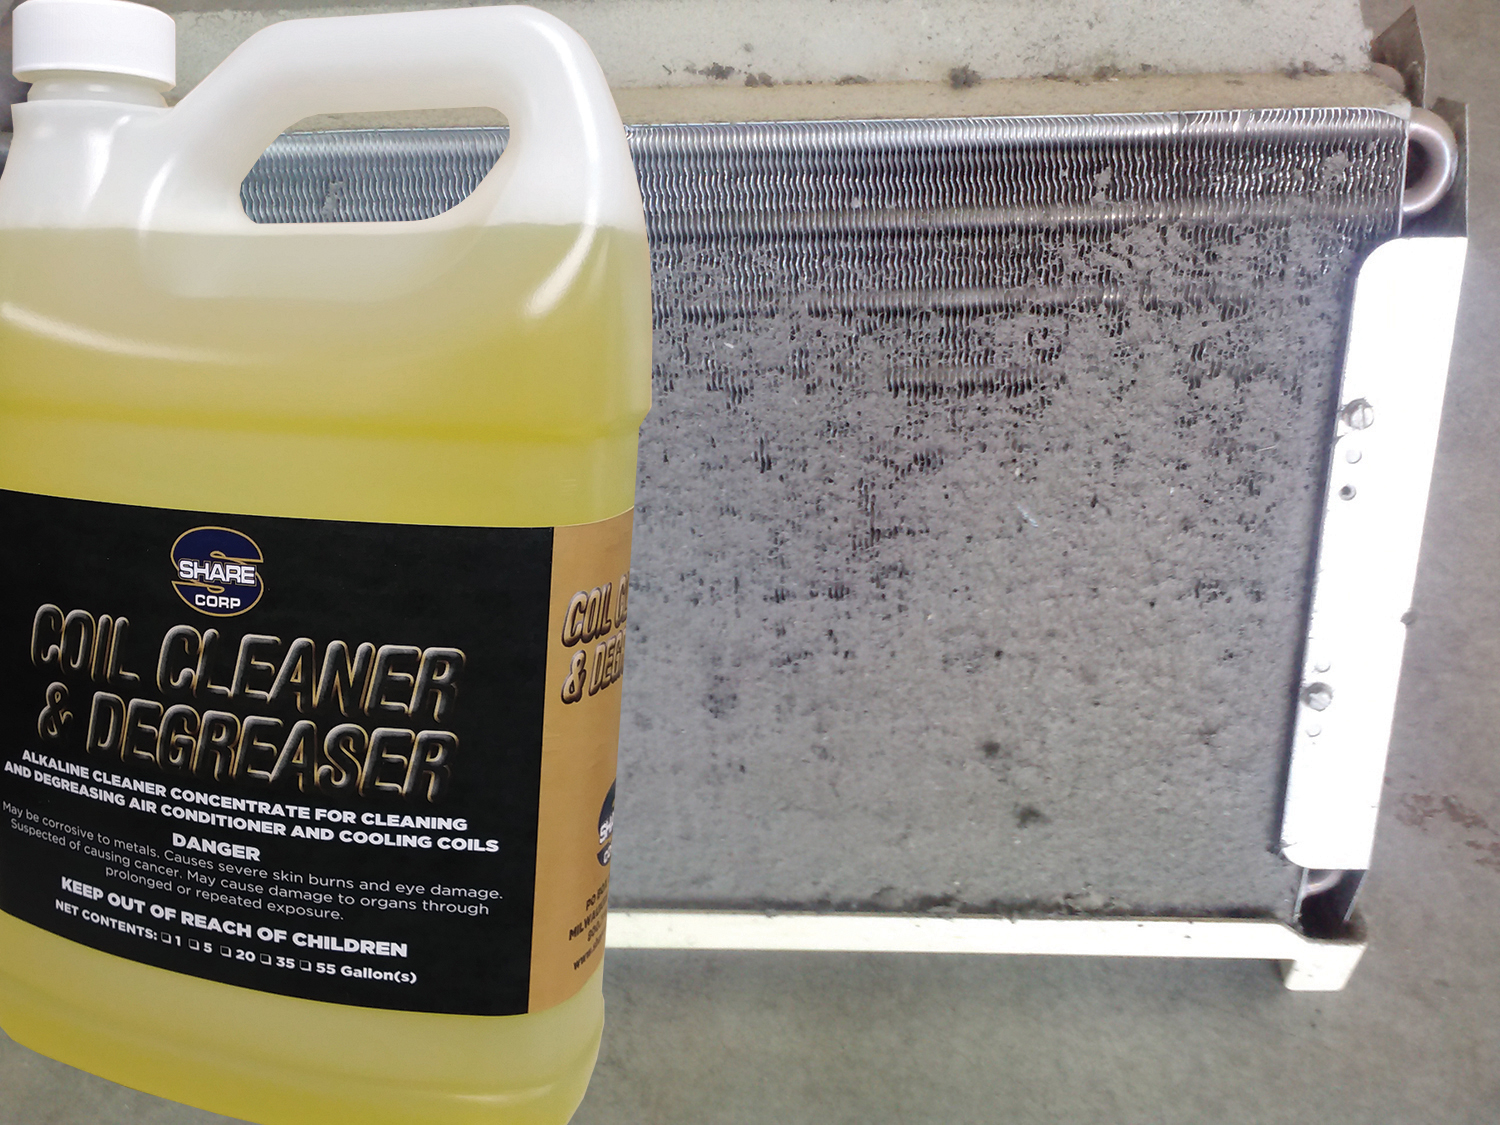 SHARE
CORP
COIL CLEANER
& DEGREASER
ALKALINE CLEANER CONCENTRATE FOR CLEANING
AND DEGREASING AIR CONDITIONER AND COOLING COILS
DANGER
May be corrosive to metals. Causes severe skin burns and eye damage.
Suspected of causing cancer. May cause damage to organs through
prolonged or repeated exposure.
KEEP OUT OF REACH OF CHILDREN
NET CONTENTS: ❏ 1 ❏ 5 ❏ 20 ❏ 35 ❏ 55 Gallon(s)
COIL
&
PO